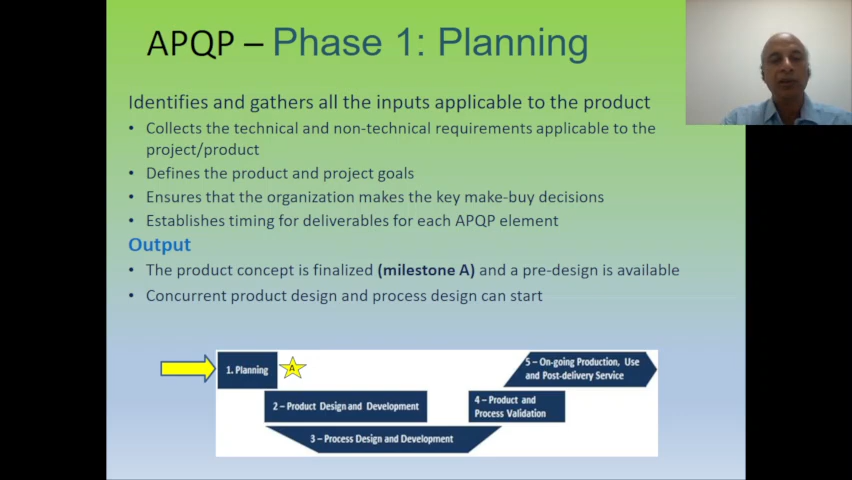 APQP – Phase 1: Planning
Identifies and gathers all the inputs applicable to the product
• Collects the technical and non-technical requirements applicable to the
project/product
• Defines the product and project goals
• Ensures that the organization makes the key make-buy decisions
• Establishes timing for deliverables for each APQP element
Output
• The product concept is finalized (milestone A) and a pre-design is available
• Concurrent product design and process design can start
1. Planning
A
5 – On-going Production, Use
and Post-delivery Service
2 – Product Design and Development
4 – Product and
Process Validation
3 – Process Design and Development